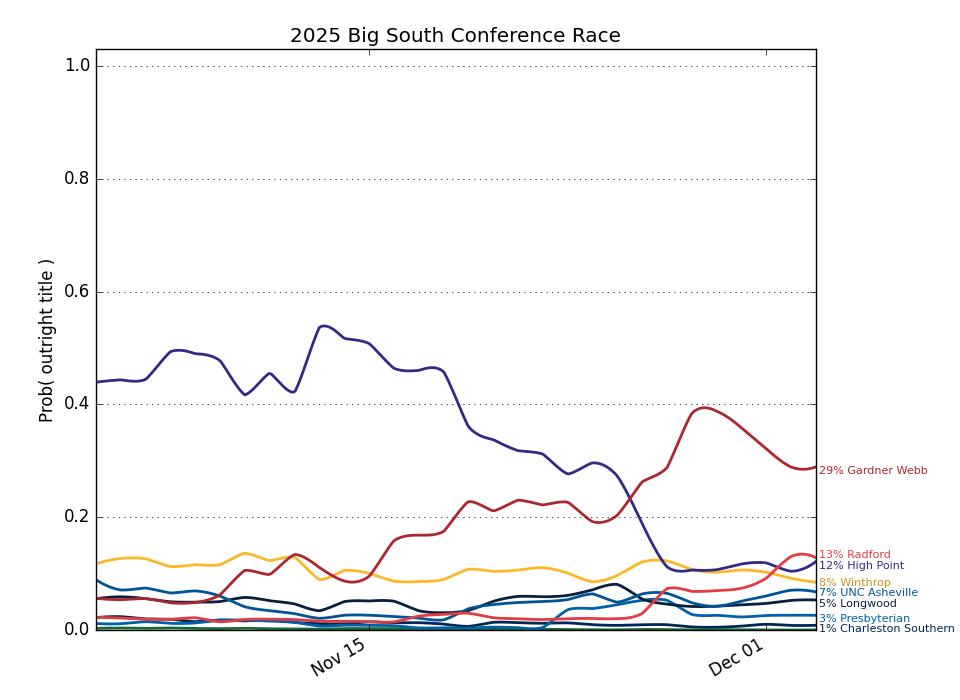 2025 Big South Conference Race
Prob( outright title )
1.0
0.8
0.6
0.4
0.2
0.0
Nov 15
Dec 01
29% Gardner Webb
13% Radford
12% High Point
8% Winthrop
7% UNC Asheville
5% Longwood
3% Presbyterian
1% Charleston Southern